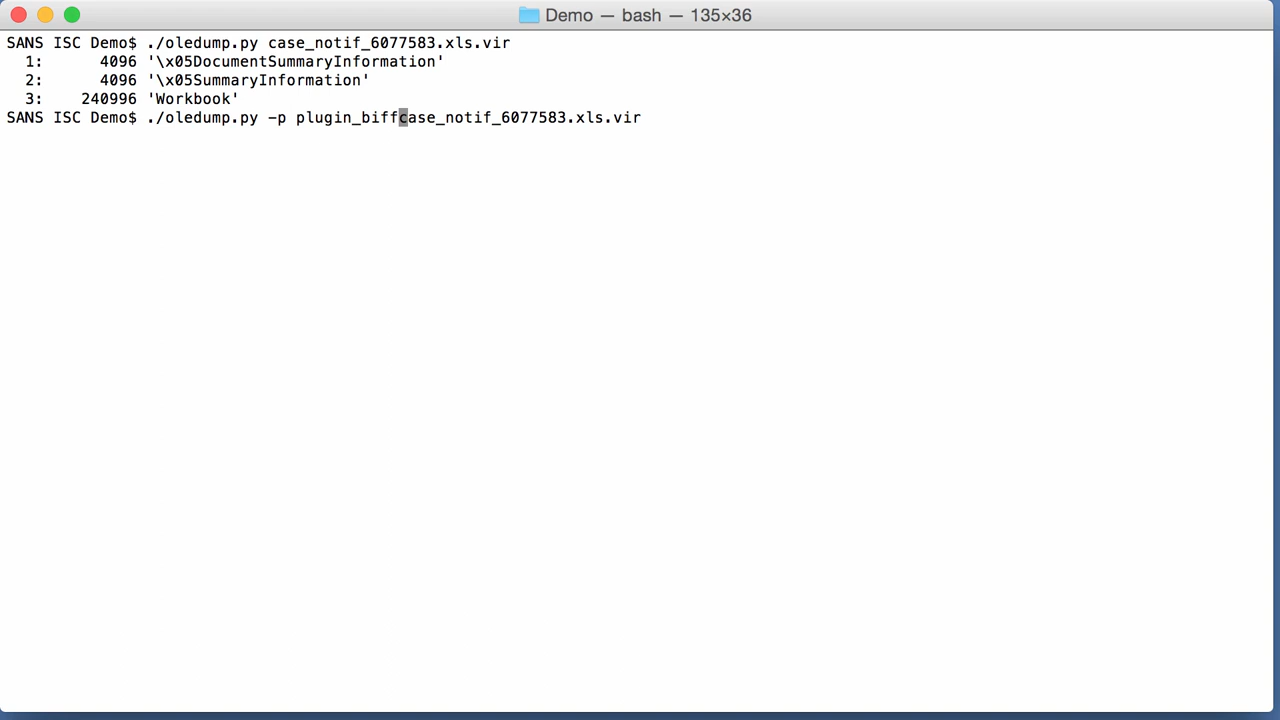 Demo — bash — 135×36
SANS ISC Demo$ ./oledump.py case_notif_6077583.xls.vir
  1:      4096 '\x05DocumentSummaryInformation'
  2:      4096 '\x05SummaryInformation'
  3:    240996 'Workbook'
SANS ISC Demo$ ./oledump.py -p plugin_biffcase_notif_6077583.xls.vir